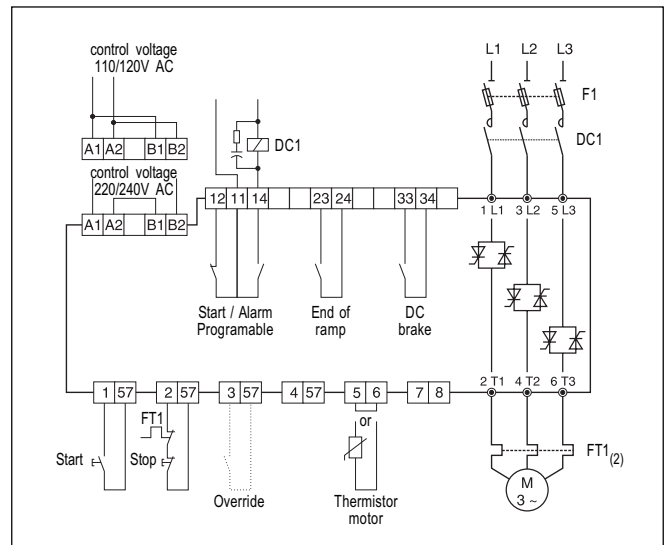 control voltage
110/120V AC
A1 A2 B1 B2
control voltage
220/240V AC
A1 A2 B1 B2
DC1
12 11 14 23 24 33 34
Start / Alarm
Programable
End of
ramp
DC
brake
L1 L2 L3
F1
DC1
1 L1 3 L2 5 L3
2 T1 4 T2 6 T3
1 57 2 57 3 57 4 57 5 6 7 8
FT1
or
Start
Stop
Override
Thermistor
motor
FT1(2)
M
3 ~